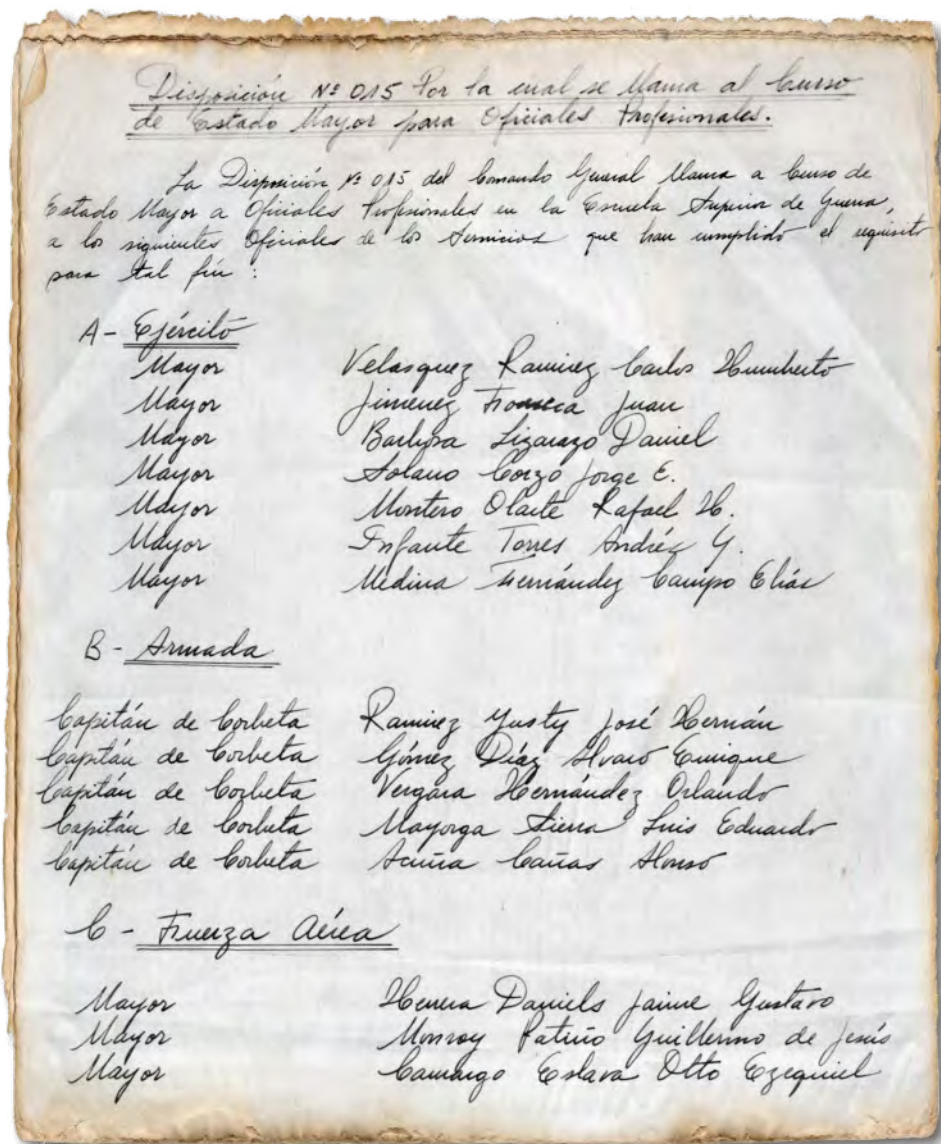 Disposición Nº 015 Por la cual se llama al Curso
de Estado Mayor para Oficiales Profesionales.
La Disposición Nº 015 del Comando General llama a Curso de
Estado Mayor a Oficiales Profesionales en la Escuela Superior de Guerra,
a los siguientes Oficiales de los Servicios que han cumplido el requisito
para tal fin :
A - Ejército
Mayor Velasquez Ramirez Carlos Humberto
Mayor Jimenez Fonseca Juan
Mayor Barbosa Lizarazo Daniel
Mayor Solano Corzo Jorge E.
Mayor Montero Olarte Rafael H.
Mayor Infante Torres Andrés G.
Mayor Medina Fernández Campo Elías
B - Armada
Capitán de Corbeta Ramirez Yusty José Hernán
Capitán de Corbeta Gómez Díaz Alvaro Enrique
Capitán de Corbeta Vergara Hernández Orlando
Capitán de Corbeta Mayorga Sierra Luis Eduardo
Capitán de Corbeta Acuña Cañas Alonso
C - Fuerza Aérea
Mayor Herrera Daniels Jaime Gustavo
Mayor Monroy Patiño Guillermo de Jesús
Mayor Camargo Eslava Otto Ezequiel